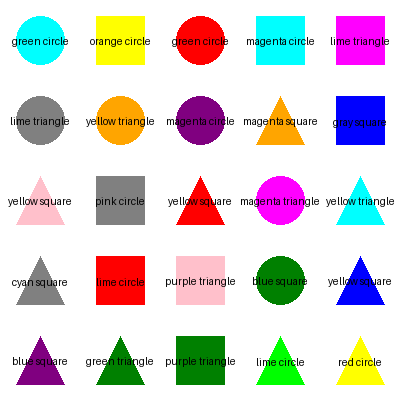 green circle orange circle green circle magenta circle lime triangle
lime triangle yellow triangle magenta circle magenta square gray square
yellow square pink circle yellow square magenta triangle yellow triangle
cyan square lime circle purple triangle blue square yellow square
blue square green triangle purple triangle lime circle red circle